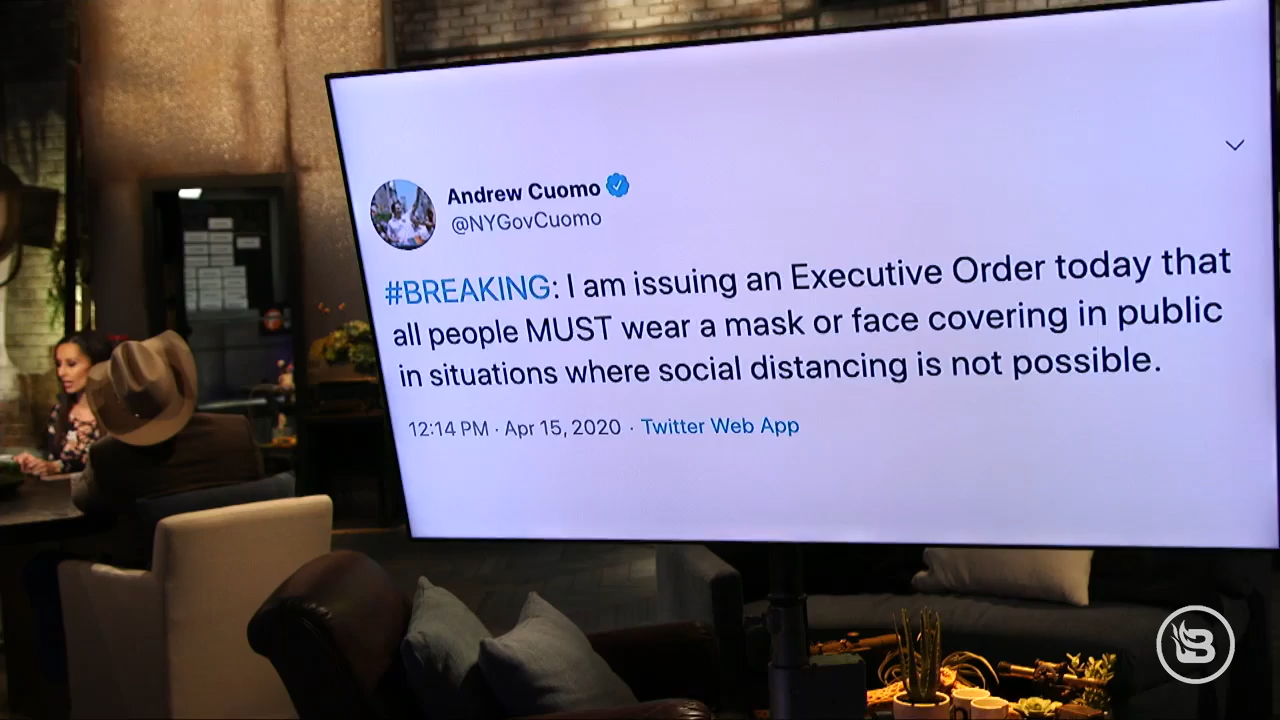 Andrew Cuomo
@NYGovCuomo
#BREAKING: I am issuing an Executive Order today that
all people MUST wear a mask or face covering in public
in situations where social distancing is not possible.
12:14 PM · Apr 15, 2020 · Twitter Web App
B